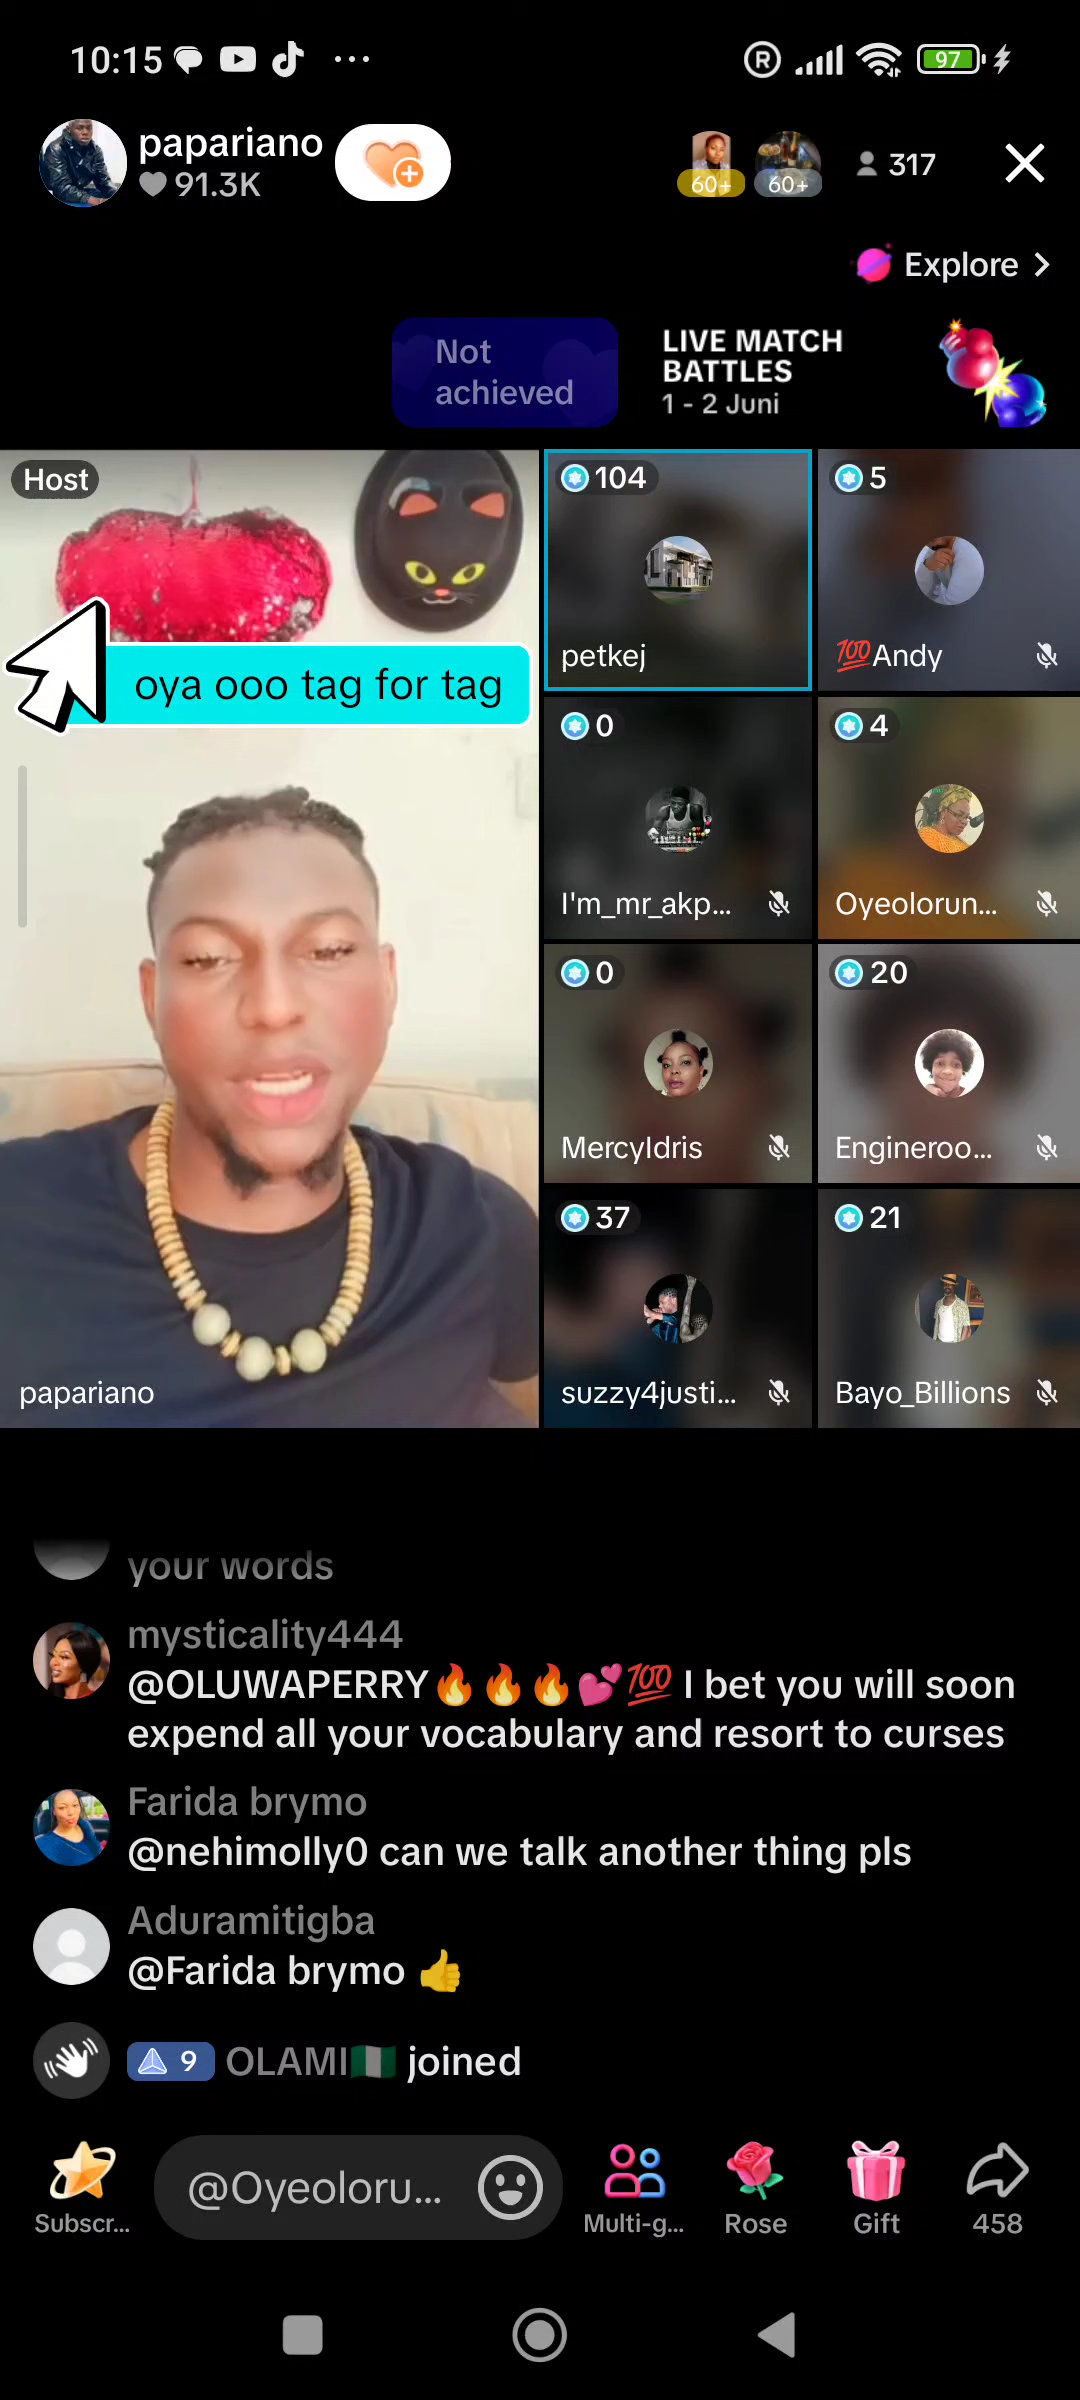 10:15
97
papariano
91.3K
60+
60+
317
Explore
Not
achieved
LIVE MATCH
BATTLES
1 - 2 Juni
Host
oya ooo tag for tag
papariano
104
petkej
5
💯Andy
0
I'm_mr_akp...
4
Oyeolorun...
0
MercyIdris
20
Engineroo...
37
suzzy4justi...
21
Bayo_Billions
your words
mysticality444
@OLUWAPERRY🔥🔥🔥💕💯 I bet you will soon
expend all your vocabulary and resort to curses
Farida brymo
@nehimolly0 can we talk another thing pls
Aduramitigba
@Farida brymo 👍
9 OLAMI🇳🇬 joined
@Oyeoloru...
Subscr...
Multi-g...
Rose
Gift
458